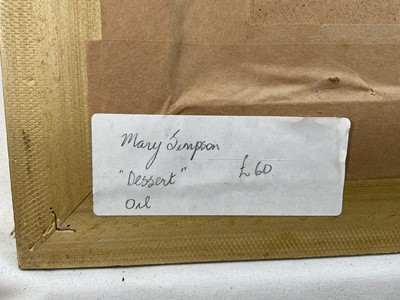 Mary Simpson
"Dessert" £60
Oil